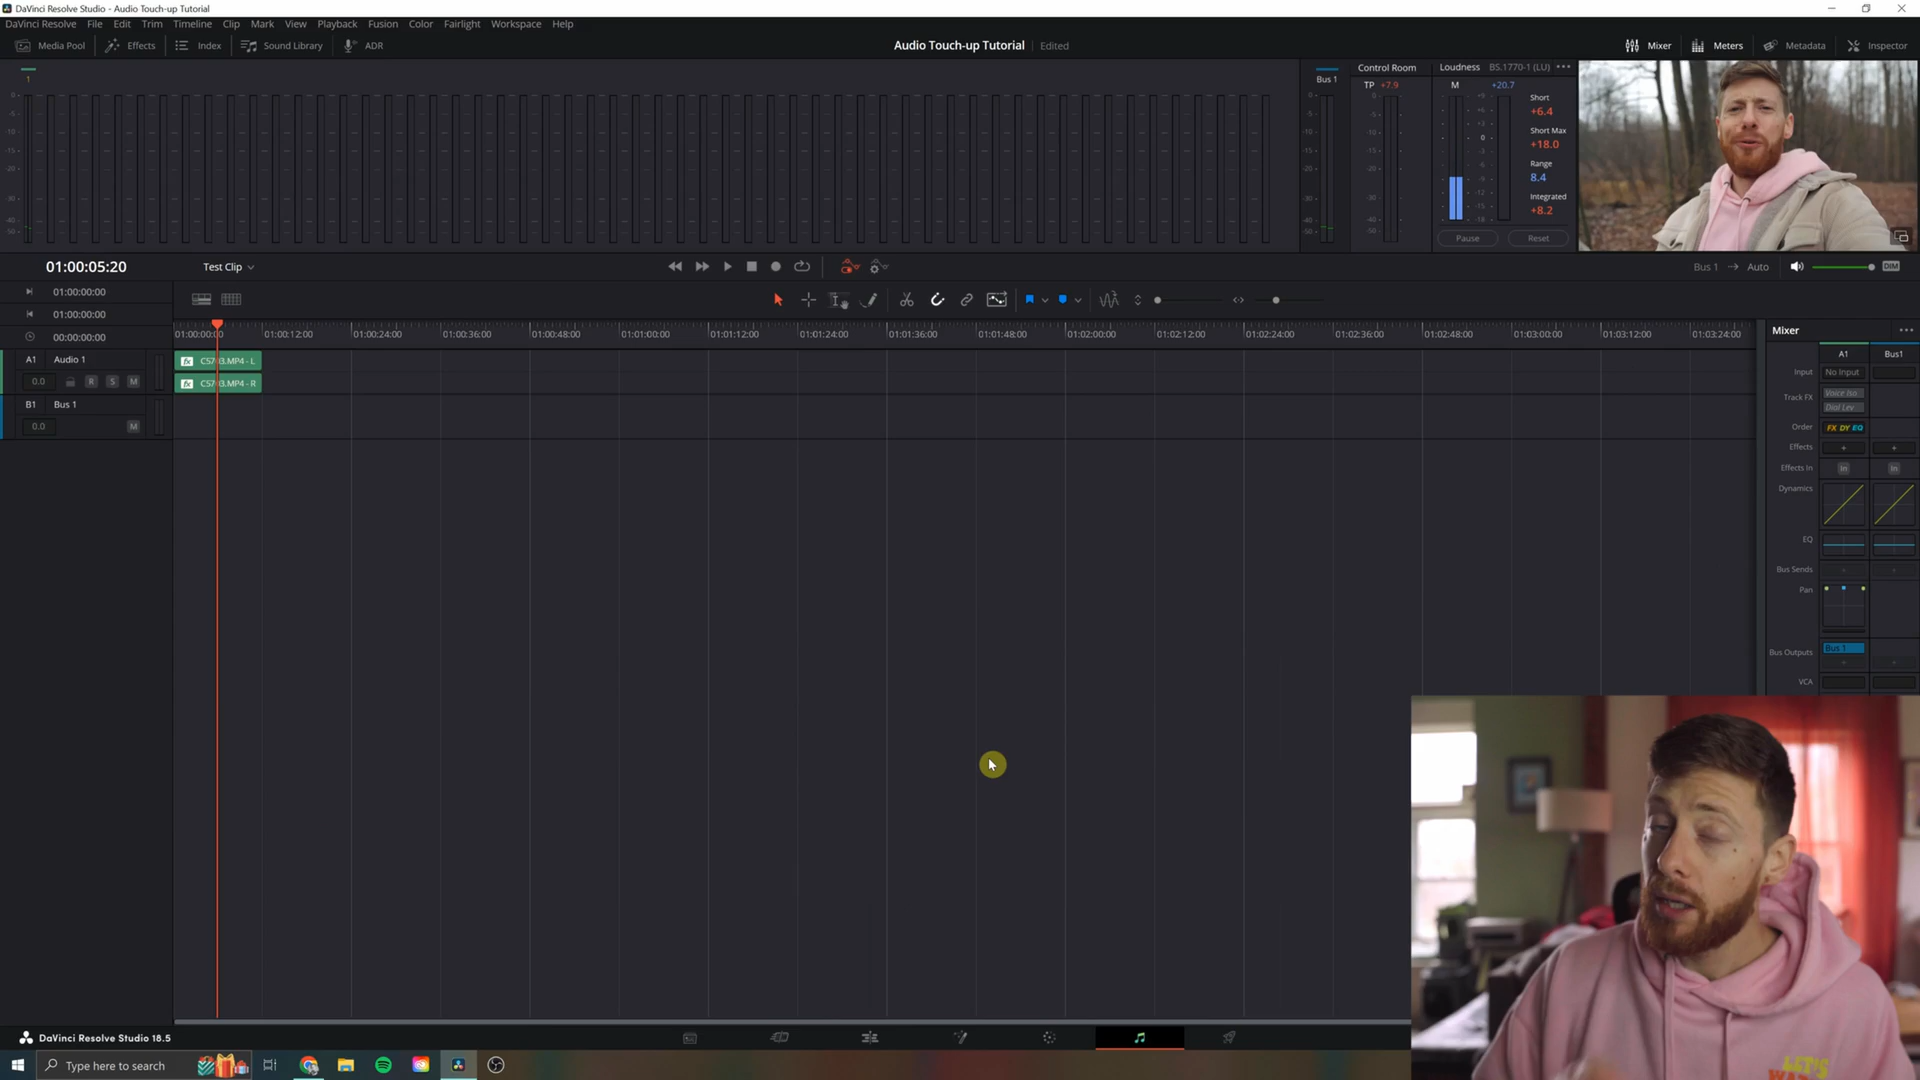 DaVinci Resolve Studio - Audio Touch-up Tutorial
DaVinci Resolve File Edit Trim Timeline Clip Mark View Playback Fusion Color Fairlight Workspace Help
Media Pool Effects Index Sound Library ADR Audio Touch-up Tutorial Edited Mixer Meters Metadata Inspector
1 Bus 1 Control Room Loudness BS.1770-1 (LU)
TP +7.9 M +20.7
Short
+6.4
Short Max
+18.0
Range
8.4
Integrated
+8.2
Pause Reset
01:00:05:20 Test Clip Bus 1 Auto DIM
01:00:00:00
01:00:00:00
00:00:00:00
01:00:00:00 01:00:12:00 01:00:24:00 01:00:36:00 01:00:48:00 01:01:00:00 01:01:12:00 01:01:24:00 01:01:36:00 01:01:48:00 01:02:00:00 01:02:12:00 01:02:24:00 01:02:36:00 01:02:48:00 01:03:00:00 01:03:12:00 01:03:24:00
A1 Audio 1
0.0 R S M
B1 Bus 1
0.0 M
Mixer
A1 Bus1
Input No Input
Track FX Voice Iso
Dial Lev
Order FX DY EQ
Effects
Effects In In In
Dynamics
EQ
Bus Sends
Pan
Bus Outputs Bus 1
VCA
LET'S
DaVinci Resolve Studio 18.5
Type here to search